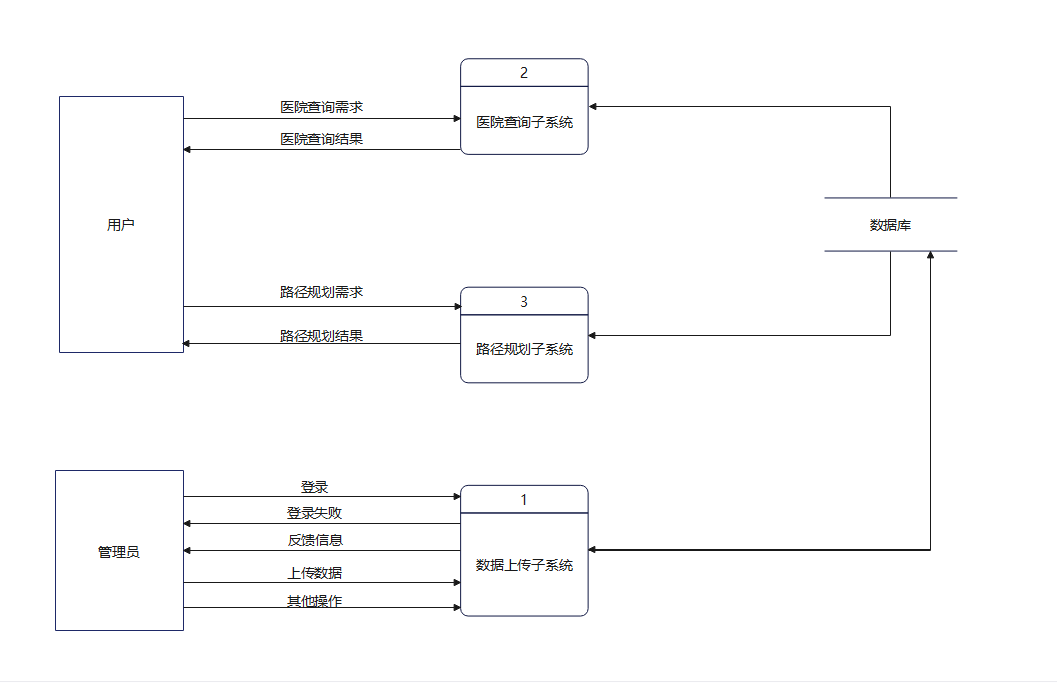 2
医院查询需求
医院查询子系统
医院查询结果
用户
数据库
路径规划需求
3
路径规划结果
路径规划子系统
登录
1
登录失败
反馈信息
管理员
数据上传子系统
上传数据
其他操作